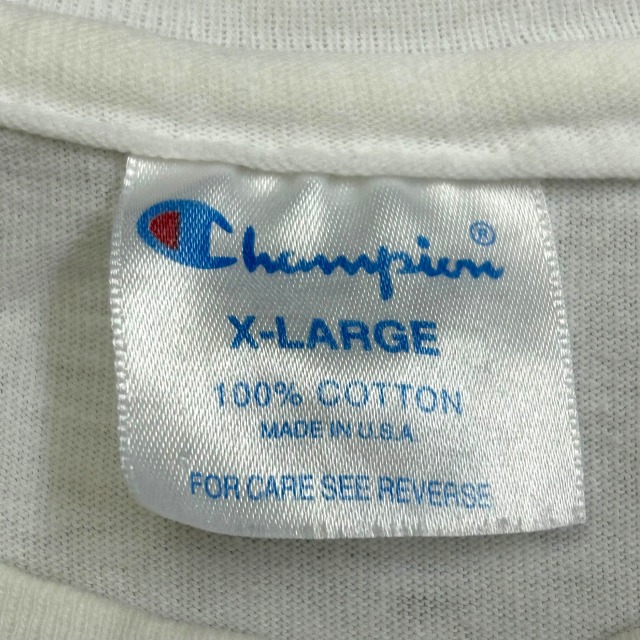 Champion®
X-LARGE
100% COTTON
MADE IN U.S.A
FOR CARE SEE REVERSE